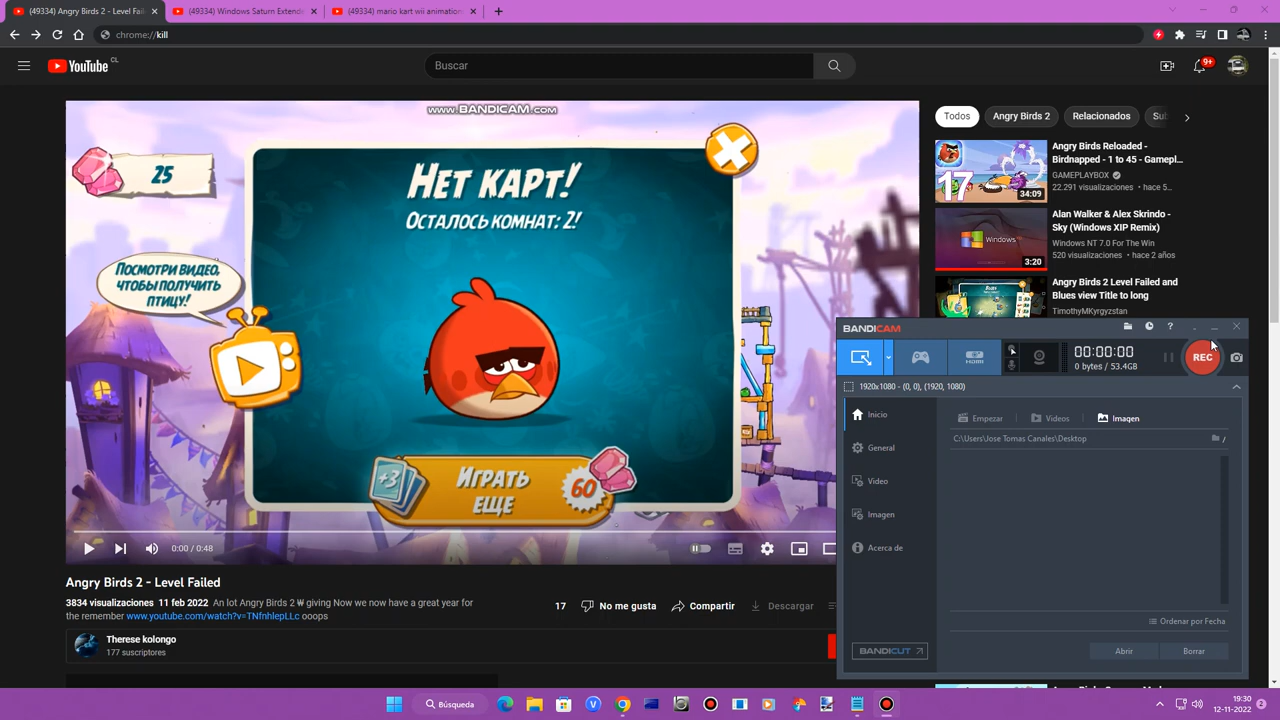 (49334) Angry Birds 2 - Level Fail
(49334) Windows Saturn Extende
(49334) mario kart wii animation
chrome://kill
YouTube CL
Buscar
9+
www.BANDICAM.com
25
НЕТ КАРТ!
ОСТАЛОСЬ КОМНАТ: 2!
ПОСМОТРИ ВИДЕО,
ЧТОБЫ ПОЛУЧИТЬ
ПТИЦУ!
+3
ИГРАТЬ
ЕЩЕ
60
0:00 / 0:48
Angry Birds 2 - Level Failed
3834 visualizaciones 11 feb 2022 An lot Angry Birds 2 ₩ giving Now we now have a great year for
the remember www.youtube.com/watch?v=TNfnhlepLLc ooops
17 No me gusta Compartir Descargar
Therese kolongo
177 suscriptores
Todos Angry Birds 2 Relacionados Su
17
34:09
Angry Birds Reloaded -
Birdnapped - 1 to 45 - Gamepl...
GAMEPLAYBOX
22.291 visualizaciones • hace 5...
Windows
3:20
Alan Walker & Alex Skrindo -
Sky (Windows XIP Remix)
Windows NT 7.0 For The Win
520 visualizaciones • hace 2 años
Angry Birds 2 Level Failed and
Blues view Title to long
TimothyMKyrgyzstan
BANDICAM
HDMI
00:00:00
0 bytes / 53.4GB
REC
1920x1080 - (0, 0), (1920, 1080)
Inicio
General
Video
Imagen
Acerca de
Empezar Videos Imagen
C:\Users\Jose Tomas Canales\Desktop
Ordenar por Fecha
BANDICUT
Abrir Borrar
Búsqueda
19:30
12-11-2022
2